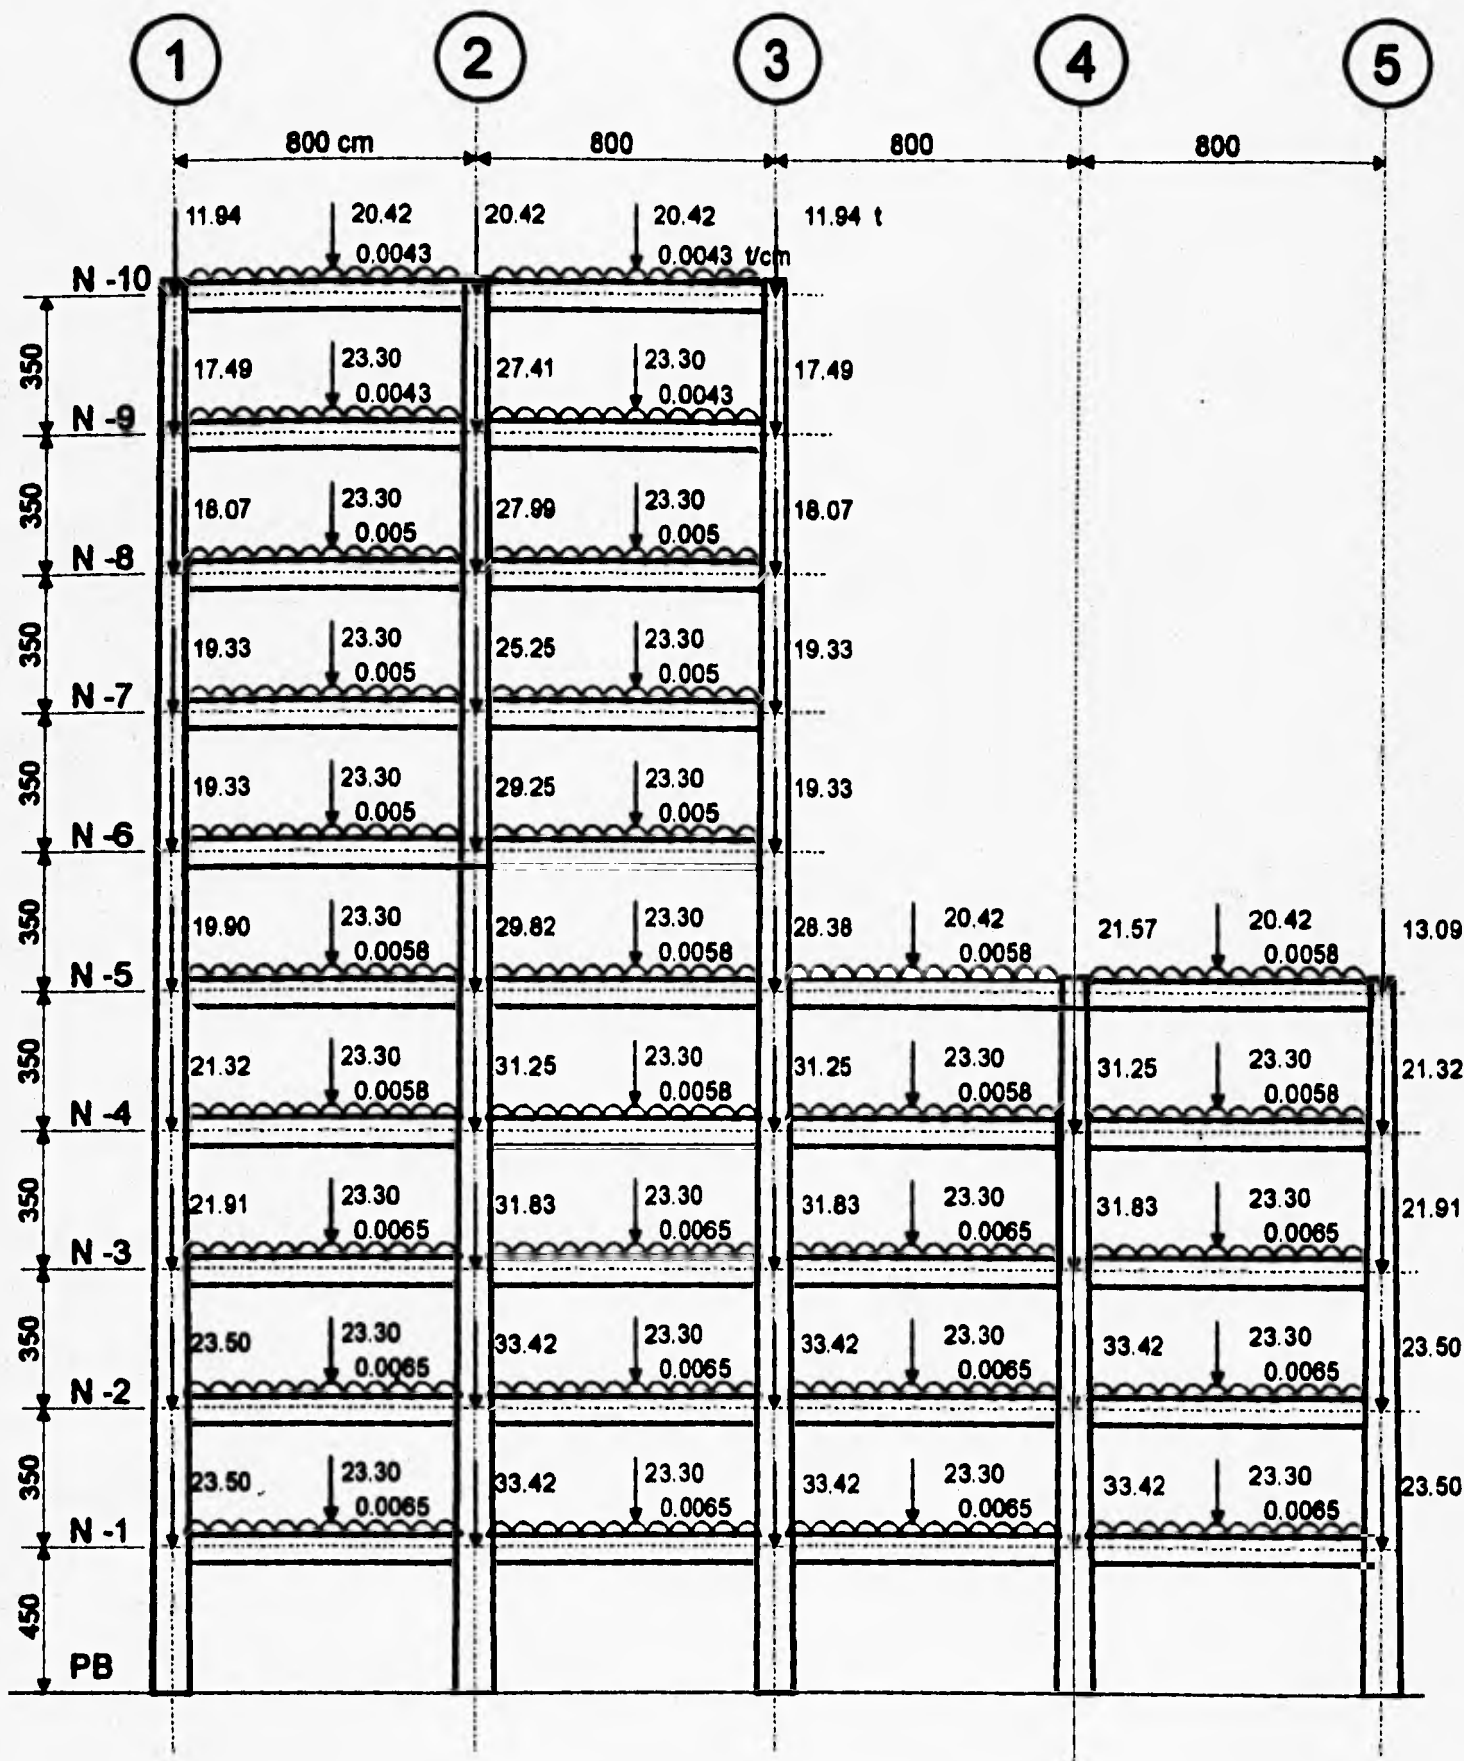 1 2 3 4 5
800 cm 800 800 800
11.94 20.42 20.42 20.42 11.94 t
0.0043 0.0043 t/cm
N -10
350 17.49 23.30 27.41 23.30 17.49
0.0043 0.0043
N -9
350 18.07 23.30 27.99 23.30 18.07
0.005 0.005
N -8
350 19.33 23.30 25.25 23.30 19.33
0.005 0.005
N -7
350 19.33 23.30 29.25 23.30 19.33
0.005 0.005
N -6
350 19.90 23.30 29.82 23.30 28.38 20.42 21.57 20.42 13.09
0.0058 0.0058 0.0058 0.0058
N -5
350 21.32 23.30 31.25 23.30 31.25 23.30 31.25 23.30 21.32
0.0058 0.0058 0.0058 0.0058
N -4
350 21.91 23.30 31.83 23.30 31.83 23.30 31.83 23.30 21.91
0.0065 0.0065 0.0065 0.0065
N -3
350 23.50 23.30 33.42 23.30 33.42 23.30 33.42 23.30 23.50
0.0065 0.0065 0.0065 0.0065
N -2
350 23.50 23.30 33.42 23.30 33.42 23.30 33.42 23.30 23.50
0.0065 0.0065 0.0065 0.0065
N -1
450
PB